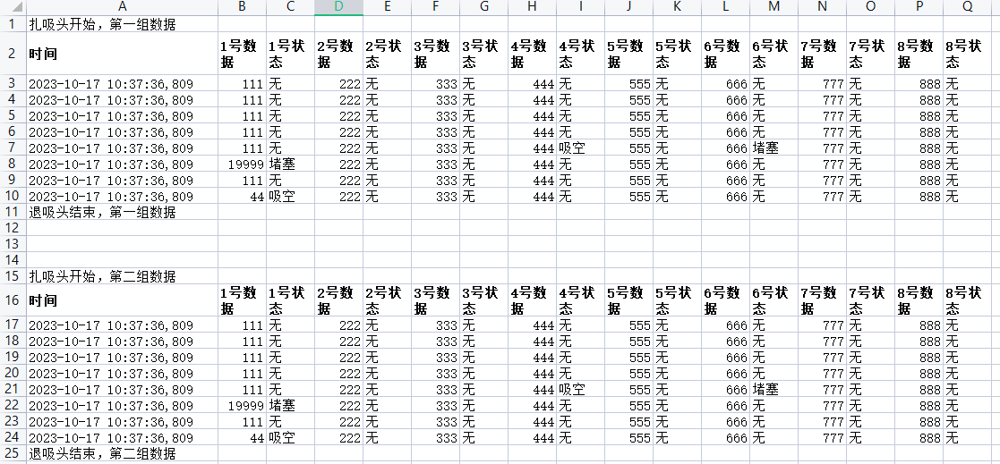 A B C D E F G H I J K L M N O P Q
1 扎吸头开始，第一组数据
2 时间 1号数据 1号状态 2号数据 2号状态 3号数据 3号状态 4号数据 4号状态 5号数据 5号状态 6号数据 6号状态 7号数据 7号状态 8号数据 8号状态
3 2023-10-17 10:37:36,809 111 无 222 无 333 无 444 无 555 无 666 无 777 无 888 无
4 2023-10-17 10:37:36,809 111 无 222 无 333 无 444 无 555 无 666 无 777 无 888 无
5 2023-10-17 10:37:36,809 111 无 222 无 333 无 444 无 555 无 666 无 777 无 888 无
6 2023-10-17 10:37:36,809 111 无 222 无 333 无 444 无 555 无 666 无 777 无 888 无
7 2023-10-17 10:37:36,809 111 无 222 无 333 无 444 吸空 555 无 666 堵塞 777 无 888 无
8 2023-10-17 10:37:36,809 19999 堵塞 222 无 333 无 444 无 555 无 666 无 777 无 888 无
9 2023-10-17 10:37:36,809 111 无 222 无 333 无 444 无 555 无 666 无 777 无 888 无
10 2023-10-17 10:37:36,809 44 吸空 222 无 333 无 444 无 555 无 666 无 777 无 888 无
11 退吸头结束，第一组数据
12
13
14
15 扎吸头开始，第二组数据
16 时间 1号数据 1号状态 2号数据 2号状态 3号数据 3号状态 4号数据 4号状态 5号数据 5号状态 6号数据 6号状态 7号数据 7号状态 8号数据 8号状态
17 2023-10-17 10:37:36,809 111 无 222 无 333 无 444 无 555 无 666 无 777 无 888 无
18 2023-10-17 10:37:36,809 111 无 222 无 333 无 444 无 555 无 666 无 777 无 888 无
19 2023-10-17 10:37:36,809 111 无 222 无 333 无 444 无 555 无 666 无 777 无 888 无
20 2023-10-17 10:37:36,809 111 无 222 无 333 无 444 无 555 无 666 无 777 无 888 无
21 2023-10-17 10:37:36,809 111 无 222 无 333 无 444 吸空 555 无 666 堵塞 777 无 888 无
22 2023-10-17 10:37:36,809 19999 堵塞 222 无 333 无 444 无 555 无 666 无 777 无 888 无
23 2023-10-17 10:37:36,809 111 无 222 无 333 无 444 无 555 无 666 无 777 无 888 无
24 2023-10-17 10:37:36,809 44 吸空 222 无 333 无 444 无 555 无 666 无 777 无 888 无
25 退吸头结束，第二组数据